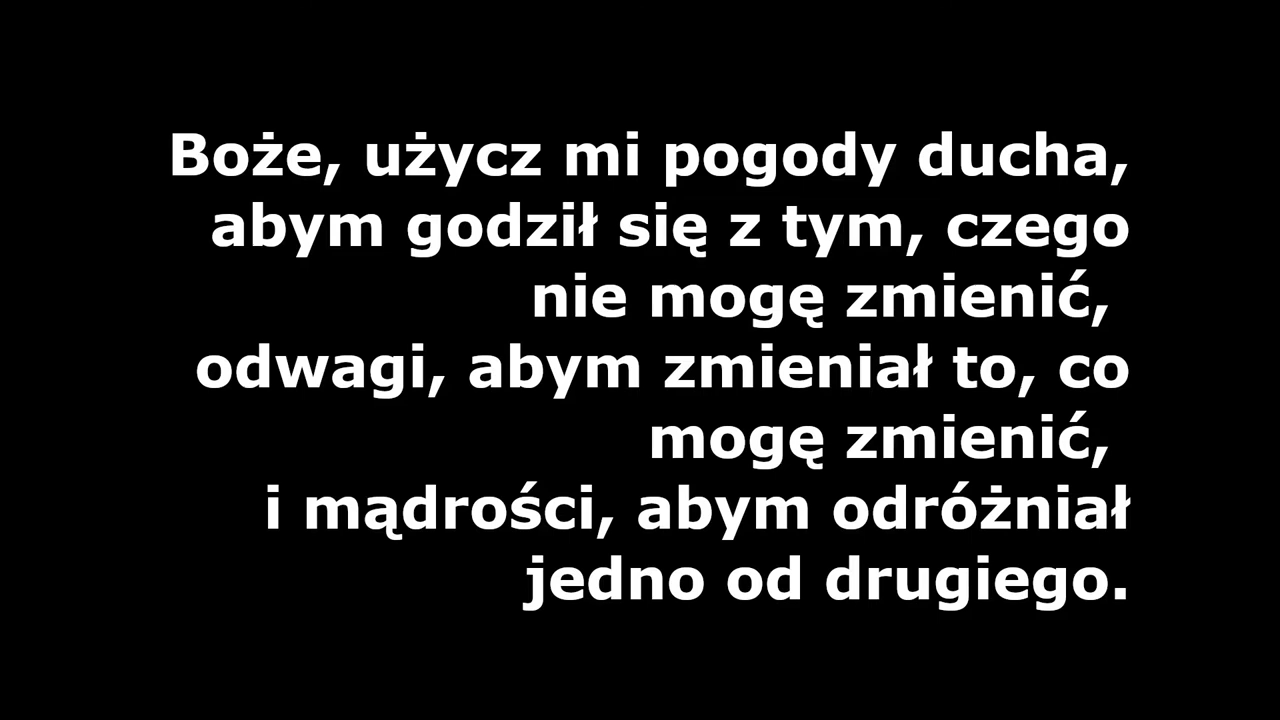 Boże, użycz mi pogody ducha,
abym godził się z tym, czego
nie mogę zmienić,
odwagi, abym zmieniał to, co
mogę zmienić,
i mądrości, abym odróżniał
jedno od drugiego.